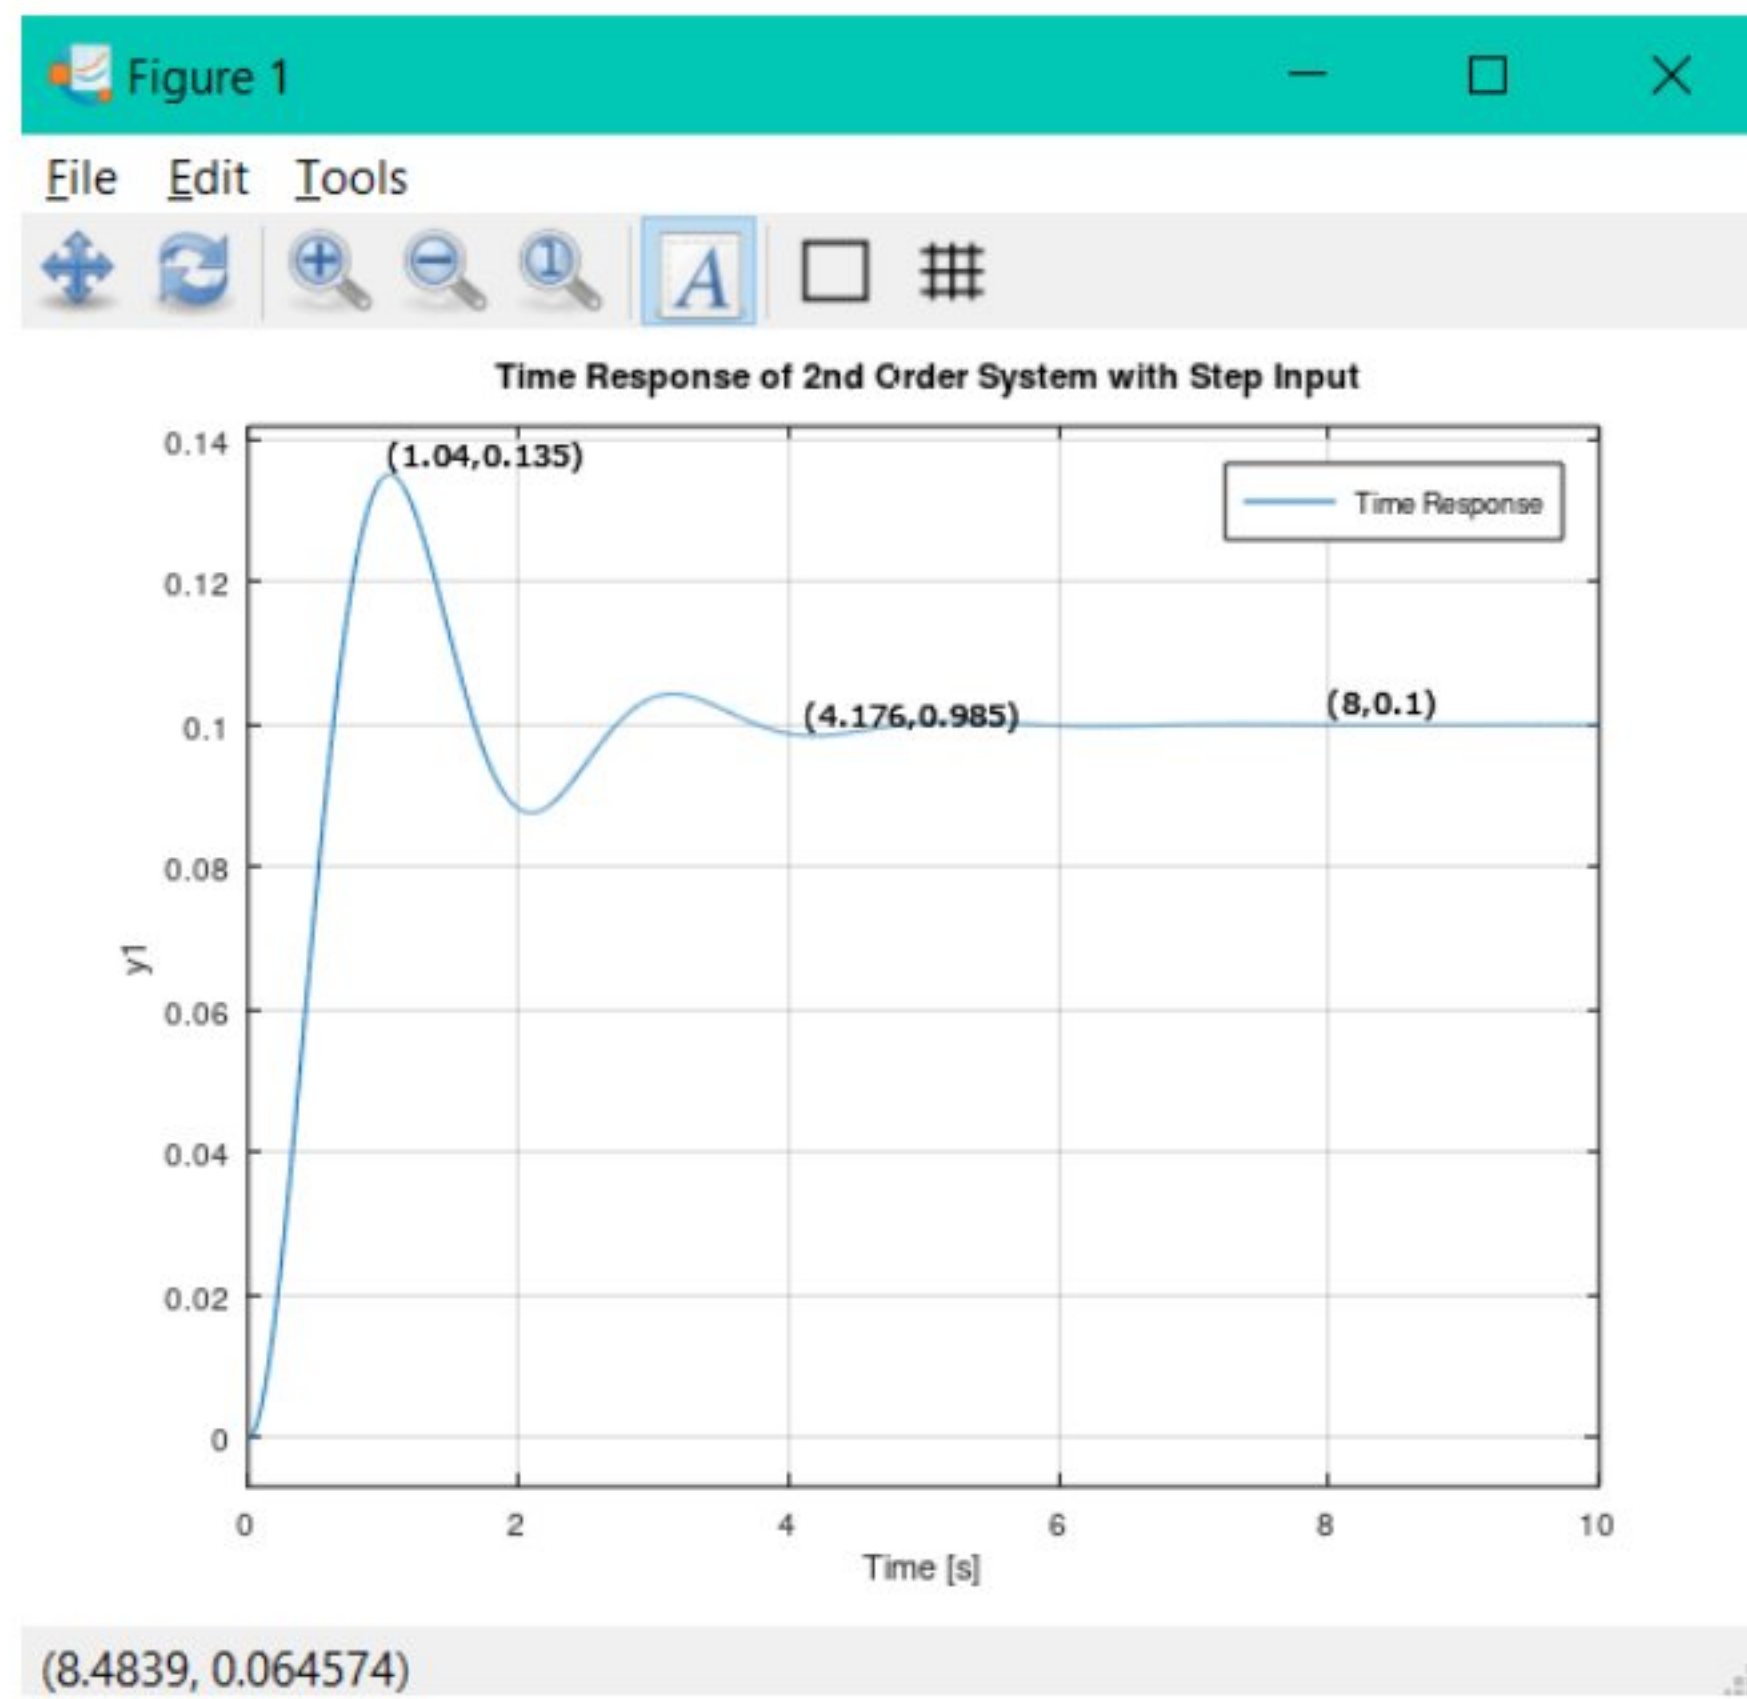 Figure 1
File Edit Tools
1 A
Time Response of 2nd Order System with Step Input
0.14
(1.04,0.135)
Time Response
0.12
(8,0.1)
(4.176,0.985)
0.1
0.08
y1
0.06
0.04
0.02
0
0 2 4 6 8 10
Time [s]
(8.4839, 0.064574)